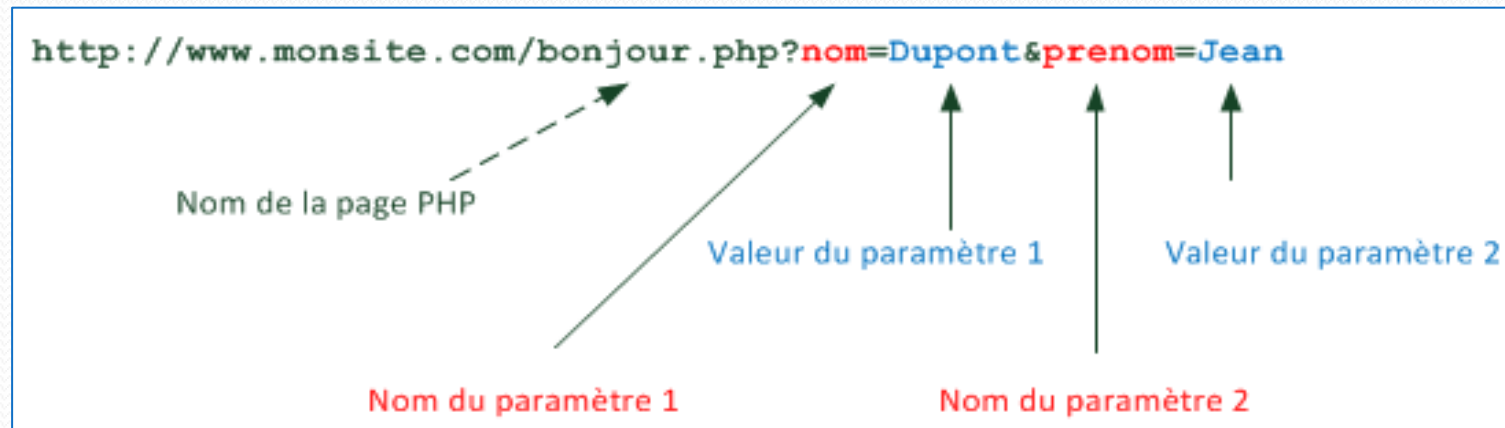 http://www.monsite.com/bonjour.php?nom=Dupont&prenom=Jean
Nom de la page PHP
Valeur du paramètre 1
Valeur du paramètre 2
Nom du paramètre 1
Nom du paramètre 2